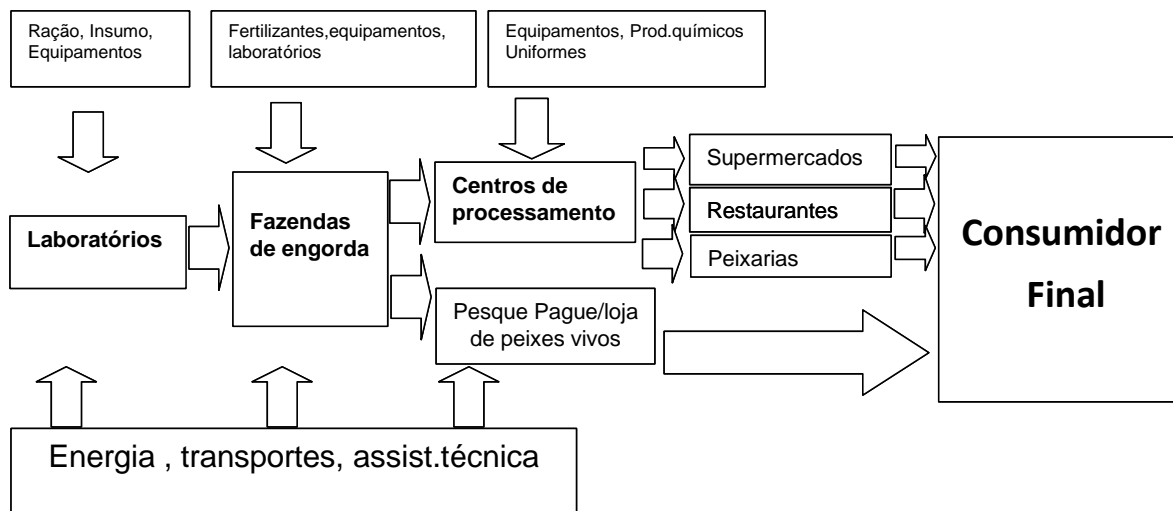 Ração, Insumo,
Equipamentos
Fertilizantes,equipamentos,
laboratórios
Equipamentos, Prod.químicos
Uniformes
Laboratórios
Fazendas
de engorda
Centros de
processamento
Pesque Pague/loja
de peixes vivos
Supermercados
Restaurantes
Peixarias
Consumidor
Final
Energia , transportes, assist.técnica